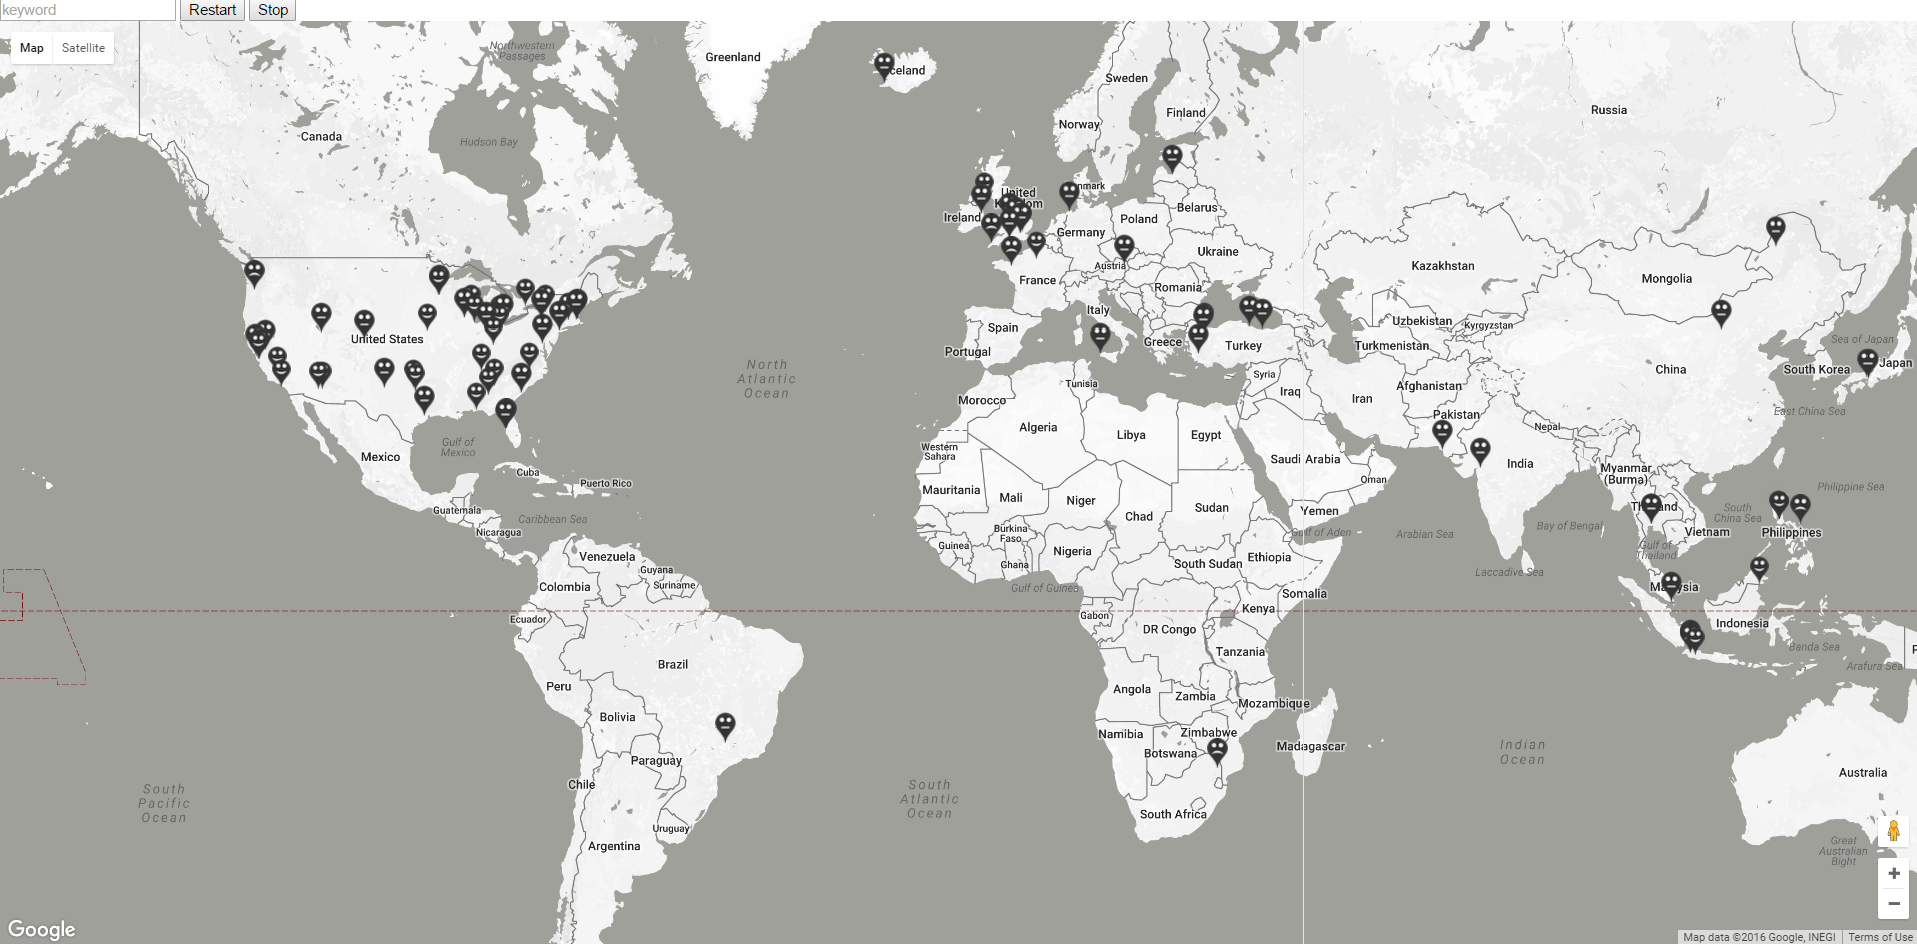 keyword Restart Stop
Map Satellite
Northwestern
Passages
Greenland
Iceland
Sweden
Finland
Norway
Russia
Canada
Hudson Bay
United
Kingdom
Ireland
Belarus
Poland
Germany
Ukraine
Austria
France
Romania
Kazakhstan
Mongolia
Italy
Spain
Portugal
Greece
Turkey
Uzbekistan
Kyrgyzstan
Turkmenistan
Sea of Japan
South Korea
Japan
China
United States
North
Atlantic
Ocean
Tunisia
Syria
Iraq
Iran
Afghanistan
Morocco
Pakistan
East China Sea
Algeria
Libya
Egypt
Nepal
Gulf of
Mexico
Mexico
Western
Sahara
Saudi Arabia
India
Myanmar
(Burma)
Cuba
Puerto Rico
Oman
Philippine Sea
Mauritania
Mali
Niger
Chad
Sudan
Yemen
Thailand
South
China Sea
Guatemala
Caribbean Sea
Nicaragua
Burkina
Faso
Gulf of Aden
Arabian Sea
Bay of Bengal
Vietnam
Philippines
Guinea
Ghana
Nigeria
Ethiopia
Gulf of
Thailand
Venezuela
Guyana
Suriname
Colombia
South Sudan
Laccadive Sea
Gulf of Guinea
Somalia
Malaysia
Ecuador
Gabon
Kenya
Indonesia
DR Congo
Tanzania
Banda Sea
Arafura Sea
P
Brazil
Peru
Angola
Zambia
Mozambique
Bolivia
Namibia
Zimbabwe
Botswana
Madagascar
Indian
Ocean
Paraguay
Chile
Australia
South
Pacific
Ocean
South
Atlantic
Ocean
South Africa
Uruguay
Argentina
Great
Australian
Bight
Google
Map data ©2016 Google, INEGI Terms of Use